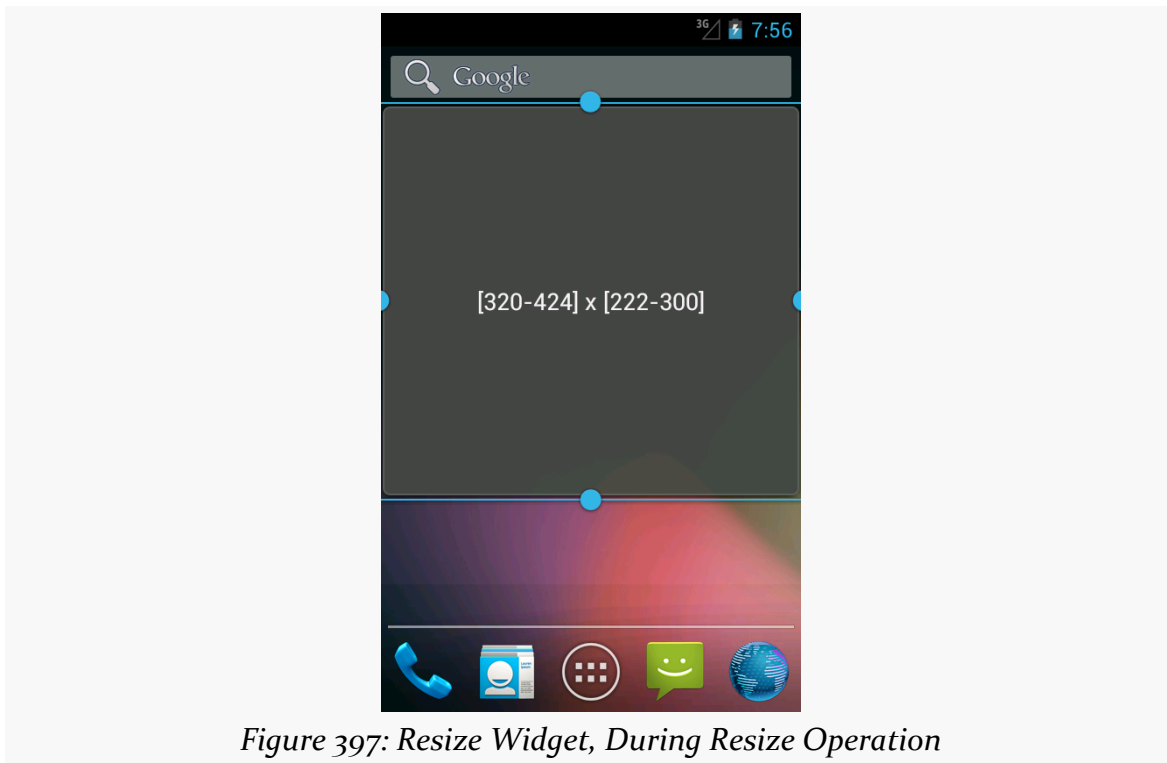 3G 7:56
Google
[320-424] x [222-300]
Figure 397: Resize Widget, During Resize Operation